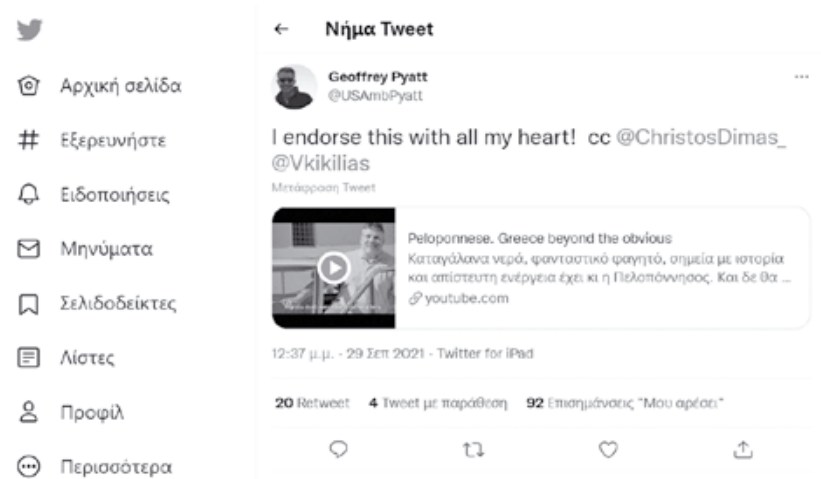 Αρχική σελίδα
Εξερευνήστε
Ειδοποιήσεις
Μηνύματα
Σελιδοδείκτες
Λίστες
Προφίλ
Περισσότερα
Νήμα Tweet
Geoffrey Pyatt
@USAmbPyatt
I endorse this with all my heart! cc @ChristosDimas_
@Vkikilias
Μετάφραση Tweet
Peloponnese. Greece beyond the obvious
Καταγάλανα νερά, φανταστικό φαγητό, σημεία με ιστορία
και απίστευτη ενέργεια έχει κι η Πελοπόννησος. Και δε θα ...
youtube.com
12:37 μ.μ. · 29 Σεπ 2021 · Twitter for iPad
20 Retweet 4 Tweet με παράθεση 92 Επισημάνσεις "Μου αρέσει"